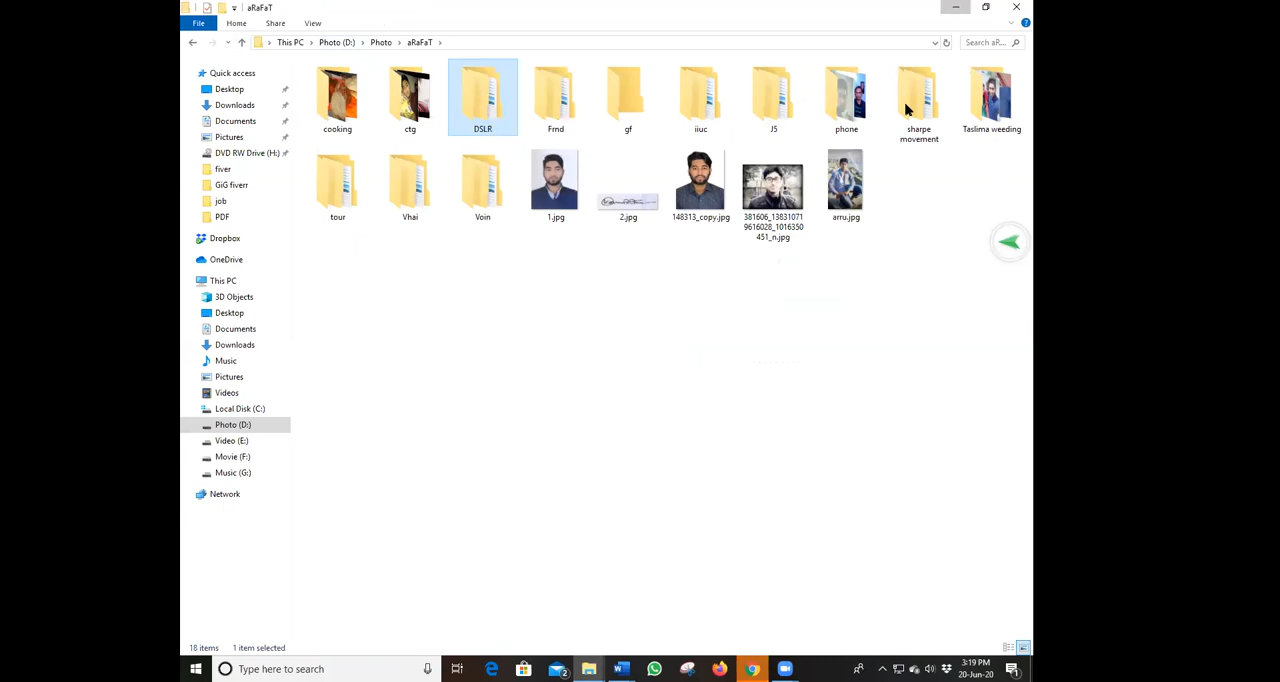 aRaFaT
File Home Share View
This PC Photo (D:) Photo aRaFaT
Search aP...
Quick access
Desktop
Downloads
Documents
Pictures
DVD RW Drive (H:)
fiver
GiG fiverr
job
PDF
Dropbox
OneDrive
This PC
3D Objects
Desktop
Documents
Downloads
Music
Pictures
Videos
Local Disk (C:)
Photo (D:)
Video (E:)
Movie (F:)
Music (G:)
Network
cooking ctg DSLR Frnd gf iiuc J5 phone sharpe Taslima weeding
movement
tour Vhai Voin 1.jpg 2.jpg 148313_copy.jpg 381606_13831071 arru.jpg
9616028_1016350
451_n.jpg
18 items 1 item selected
Type here to search
2
3:19 PM
20-Jun-20
1